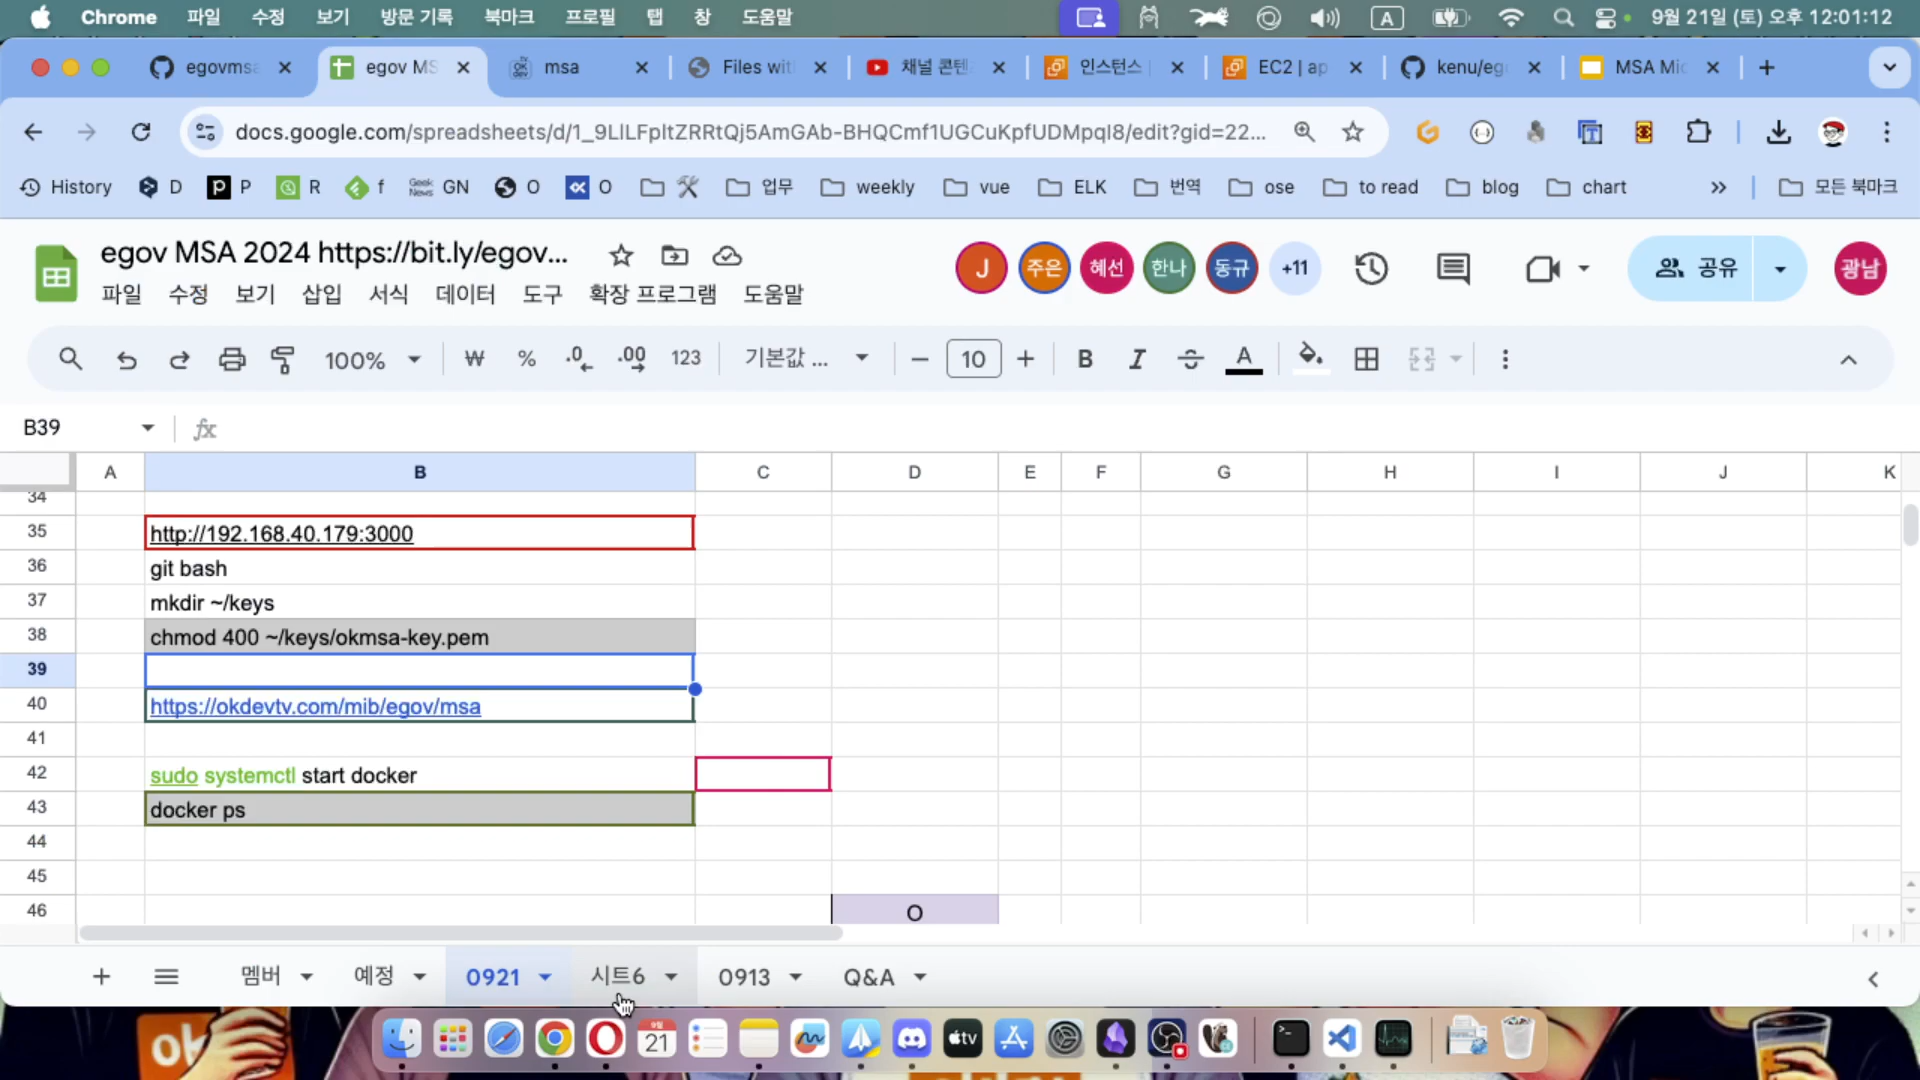 Chrome 파일 수정 보기 방문 기록 북마크 프로필 탭 창 도움말 A 9월 21일 (토) 오후 12:01:12
egovmsa egov MS msa Files wit 채널 콘텐 인스턴스 | EC2 | ap kenu/eg MSA Mic
docs.google.com/spreadsheets/d/1_9LlLFpltZRRtQj5AmGAb-BHQCmf1UGCuKpfUDMpqI8/edit?gid=22...
History D P R f GN O O 업무 weekly vue ELK 번역 ose to read blog chart » 모든 북마크
egov MSA 2024 https://bit.ly/egov...
J 주은 혜선 한나 동규 +11 공유 광남
파일 수정 보기 삽입 서식 데이터 도구 확장 프로그램 도움말
100% ₩ % .0 .00 123 기본값 ... 10 B I S A
B39 fx
A B C D E F G H I J K
34
35 http://192.168.40.179:3000
36 git bash
37 mkdir ~/keys
38 chmod 400 ~/keys/okmsa-key.pem
39
40 https://okdevtv.com/mib/egov/msa
41
42 sudo systemctl start docker
43 docker ps
44
45
46 O
멤버 예정 0921 시트6 0913 Q&A
ok 9월 21 tv